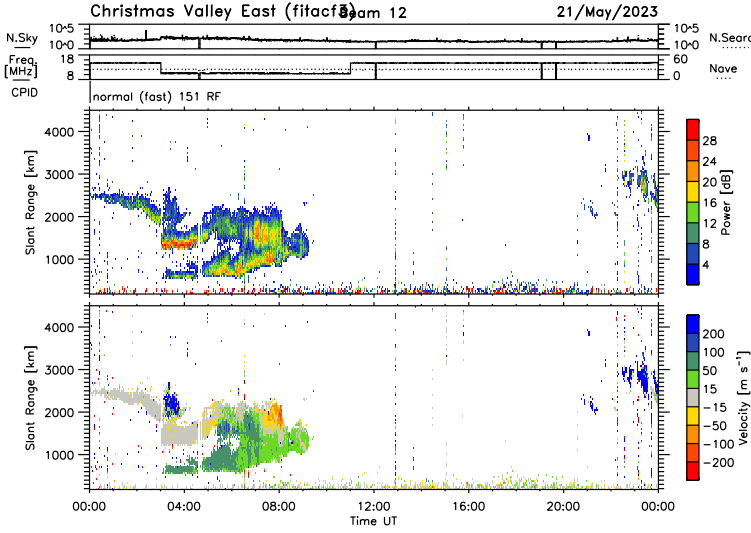 Christmas Valley East (fitacf3) Beam 12 21/May/2023
N.Sky 10^5 10^0 10^5 10^0 N.Searc
Freq. [MHz] 18 8 60 0 Nave
CPID normal (fast) 151 RF
4000
3000
2000
1000
Slant Range [km]
28
24
20
16
12
8
4
Power [dB]
4000
3000
2000
1000
Slant Range [km]
200
100
50
15
-15
-50
-100
-200
Velocity [m s^-1]
00:00 04:00 08:00 12:00 16:00 20:00 00:00
Time UT